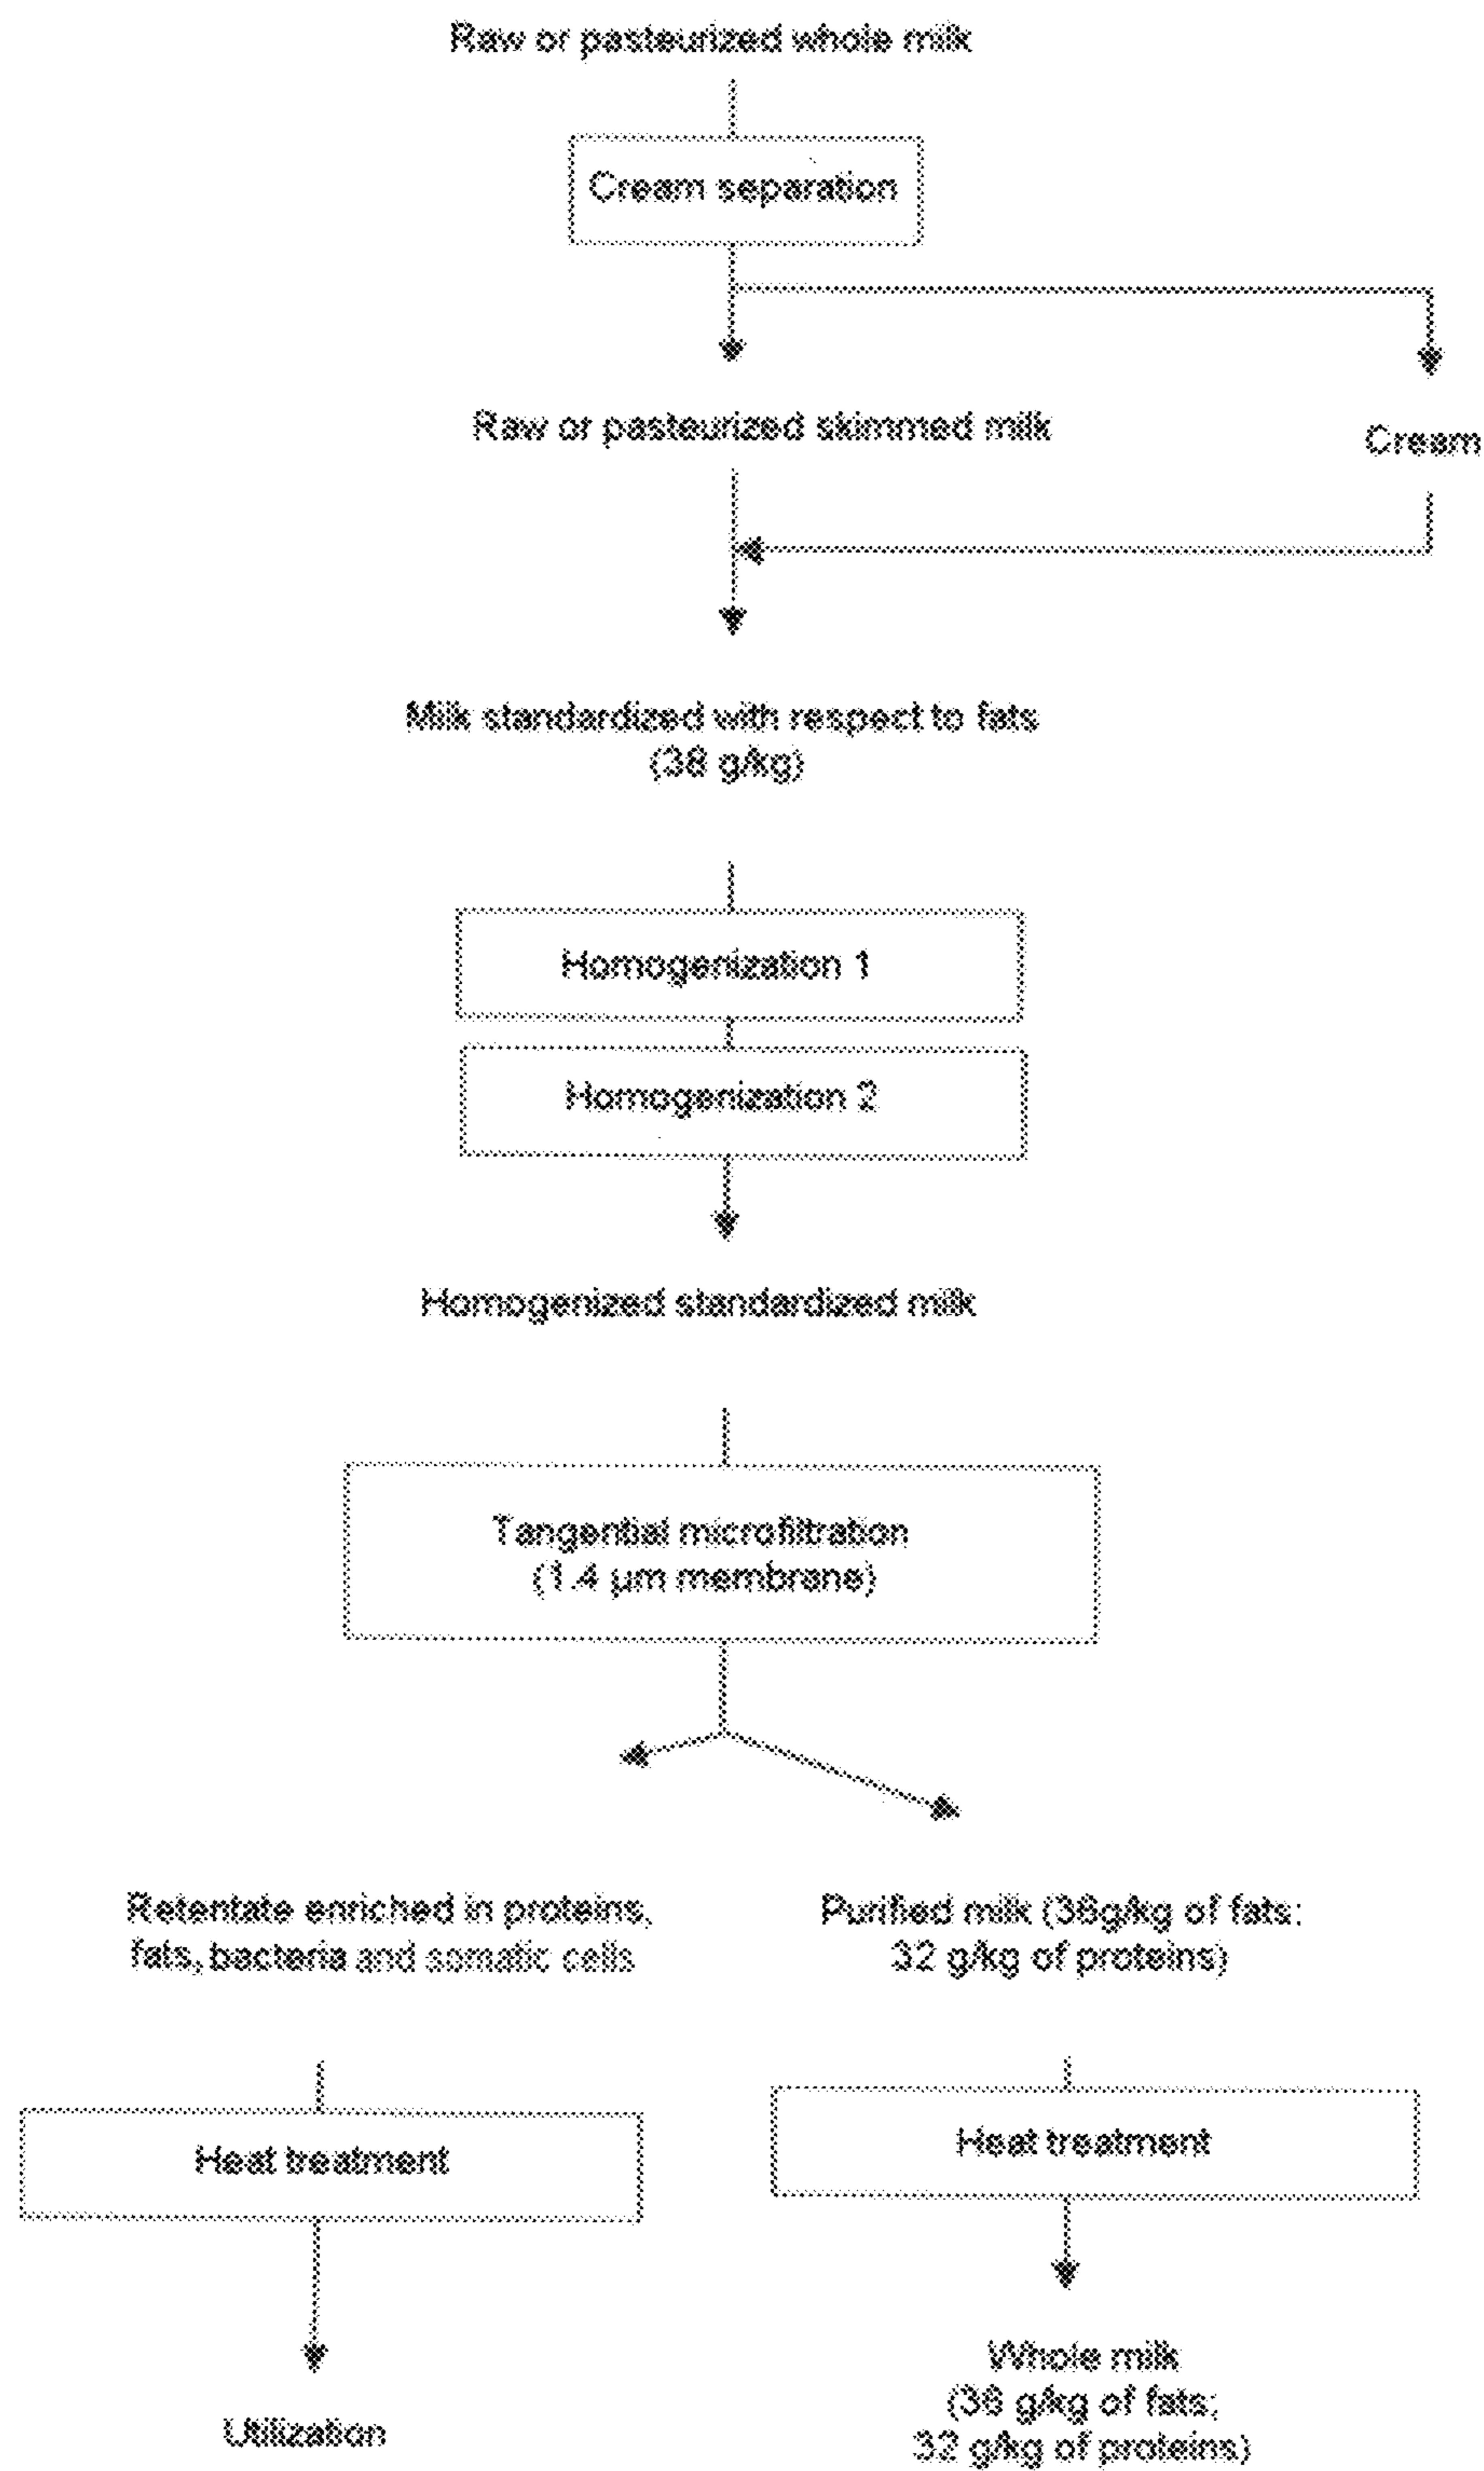 Raw or pasteurized whole milk
Cream separation
Raw or pasteurized skimmed milk
Cream
Milk standardized with respect to fats
(38 g/kg)
Homogenization 1
Homogenization 2
Homogenized standardized milk
Tangential microfiltration
(1.4 µm membrane)
Retentate enriched in proteins,
fats, bacteria and somatic cells
Purified milk (36g/kg of fats;
32 g/kg of proteins)
Heat treatment
Heat treatment
Utilization
Whole milk
(36 g/kg of fats;
32 g/kg of proteins)